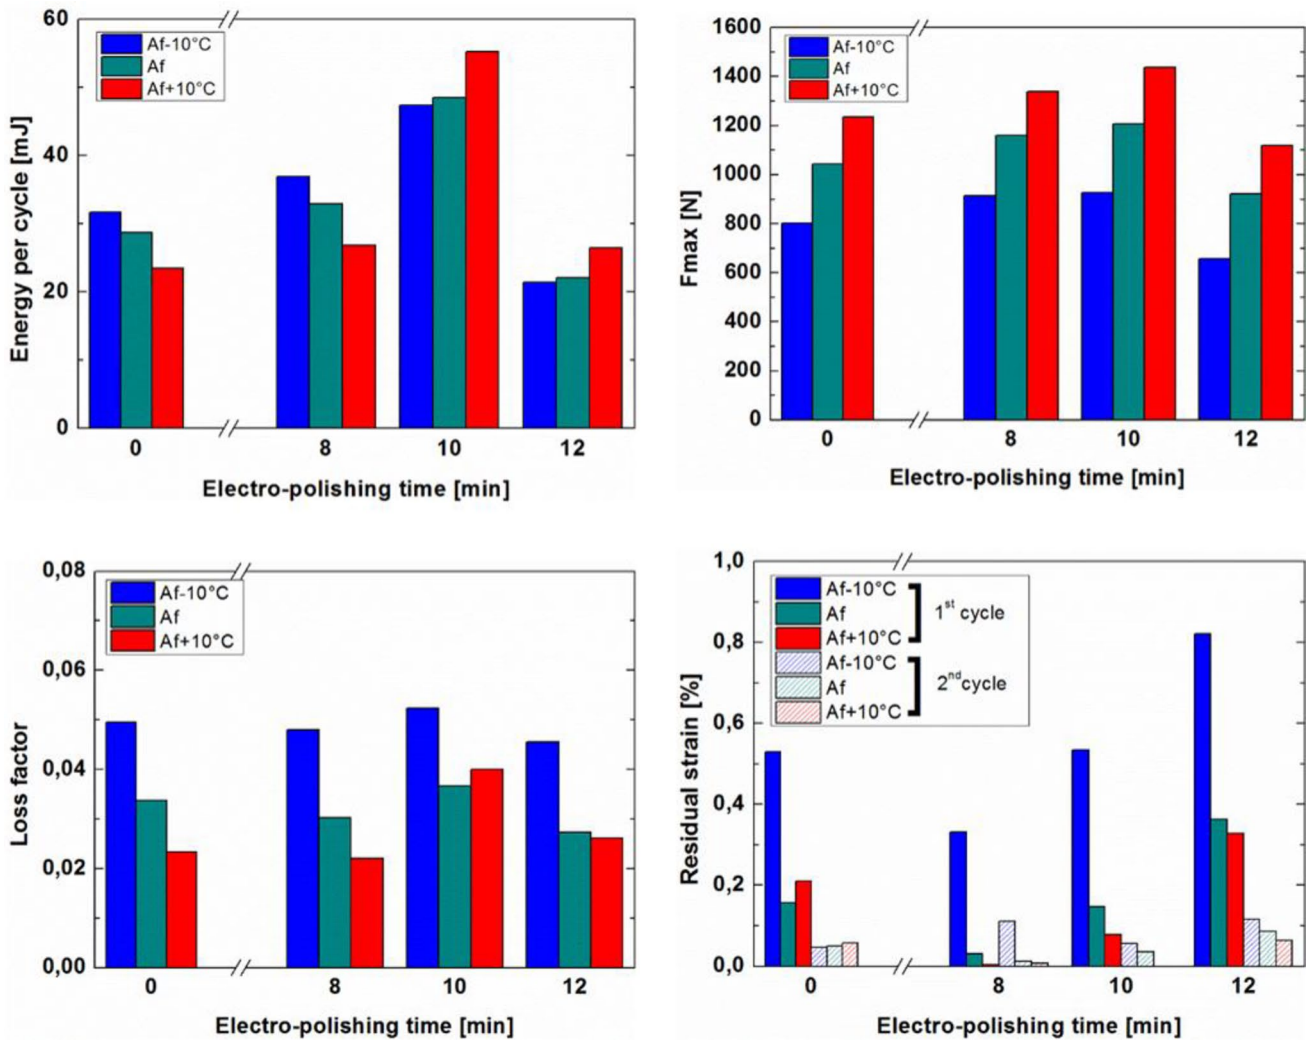 60
40
20
0
Energy per cycle [mJ]
Af-10°C
Af
Af+10°C
0 8 10 12
Electro-polishing time [min]
1600
1400
1200
1000
800
600
400
200
0
Fmax [N]
Af-10°C
Af
Af+10°C
0 8 10 12
Electro-polishing time [min]
0,08
0,06
0,04
0,02
0,00
Loss factor
Af-10°C
Af
Af+10°C
0 8 10 12
Electro-polishing time [min]
1,0
0,8
0,6
0,4
0,2
0,0
Residual strain [%]
Af-10°C
Af
Af+10°C
1st cycle
Af-10°C
Af
Af+10°C
2nd cycle
0 8 10 12
Electro-polishing time [min]